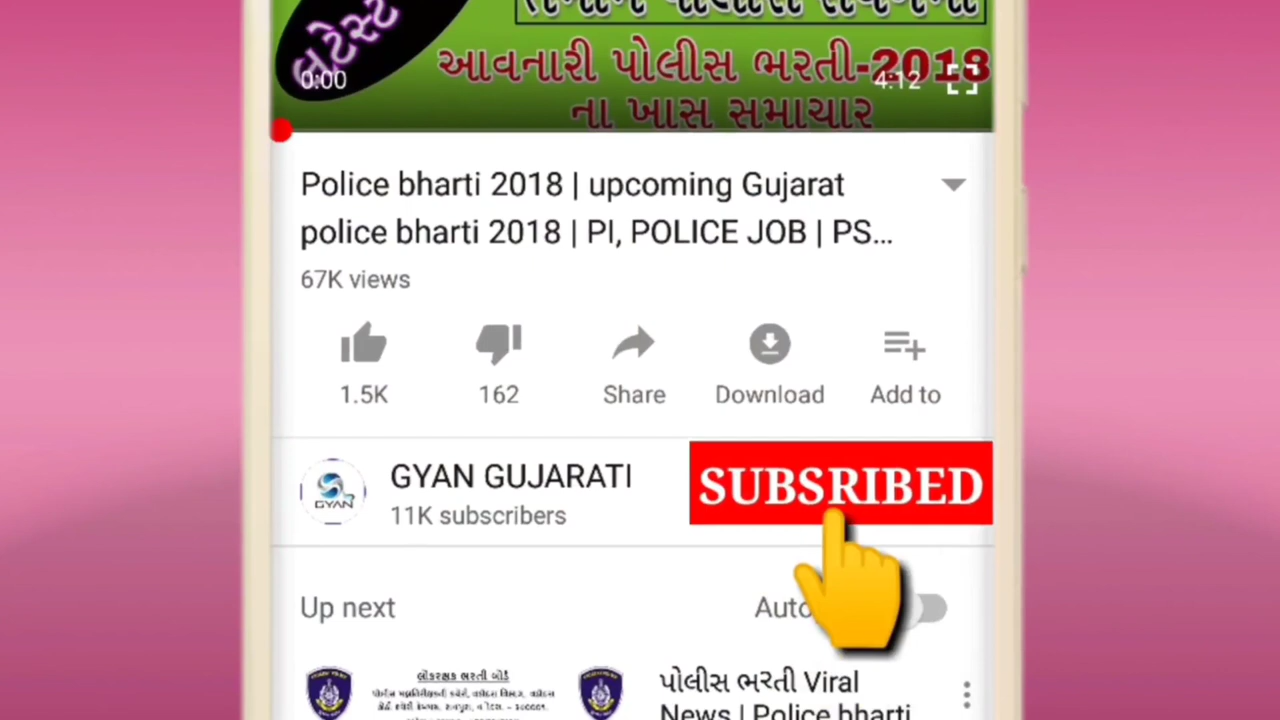 લેટેસ્ટ
આવનારી પોલીસ ભરતી-2018
0:00
4:12
ના ખાસ સમાચાર
Police bharti 2018 | upcoming Gujarat
police bharti 2018 | PI, POLICE JOB | PS...
67K views
1.5K
162
Share
Download
Add to
GYAN
GYAN GUJARATI
11K subscribers
SUBSRIBED
Up next
Auto
લોકરક્ષક ભરતી બોર્ડ
પોલીસ ભરતી Viral
News | Police bharti